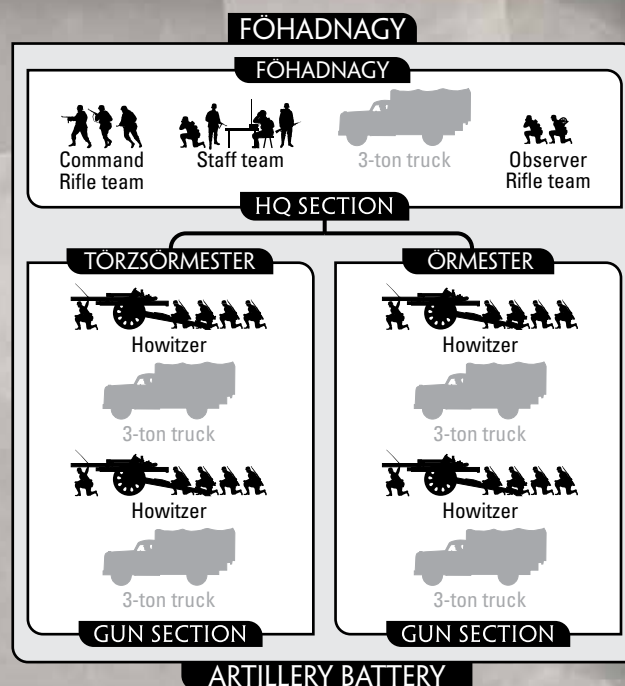 FÖHADNAGY
FÖHADNAGY
Command
Rifle team
Staff team
3-ton truck
Observer
Rifle team
HQ SECTION
TÖRZSÖRMESTER
Howitzer
3-ton truck
Howitzer
3-ton truck
GUN SECTION
ÖRMESTER
Howitzer
3-ton truck
Howitzer
3-ton truck
GUN SECTION
ARTILLERY BATTERY